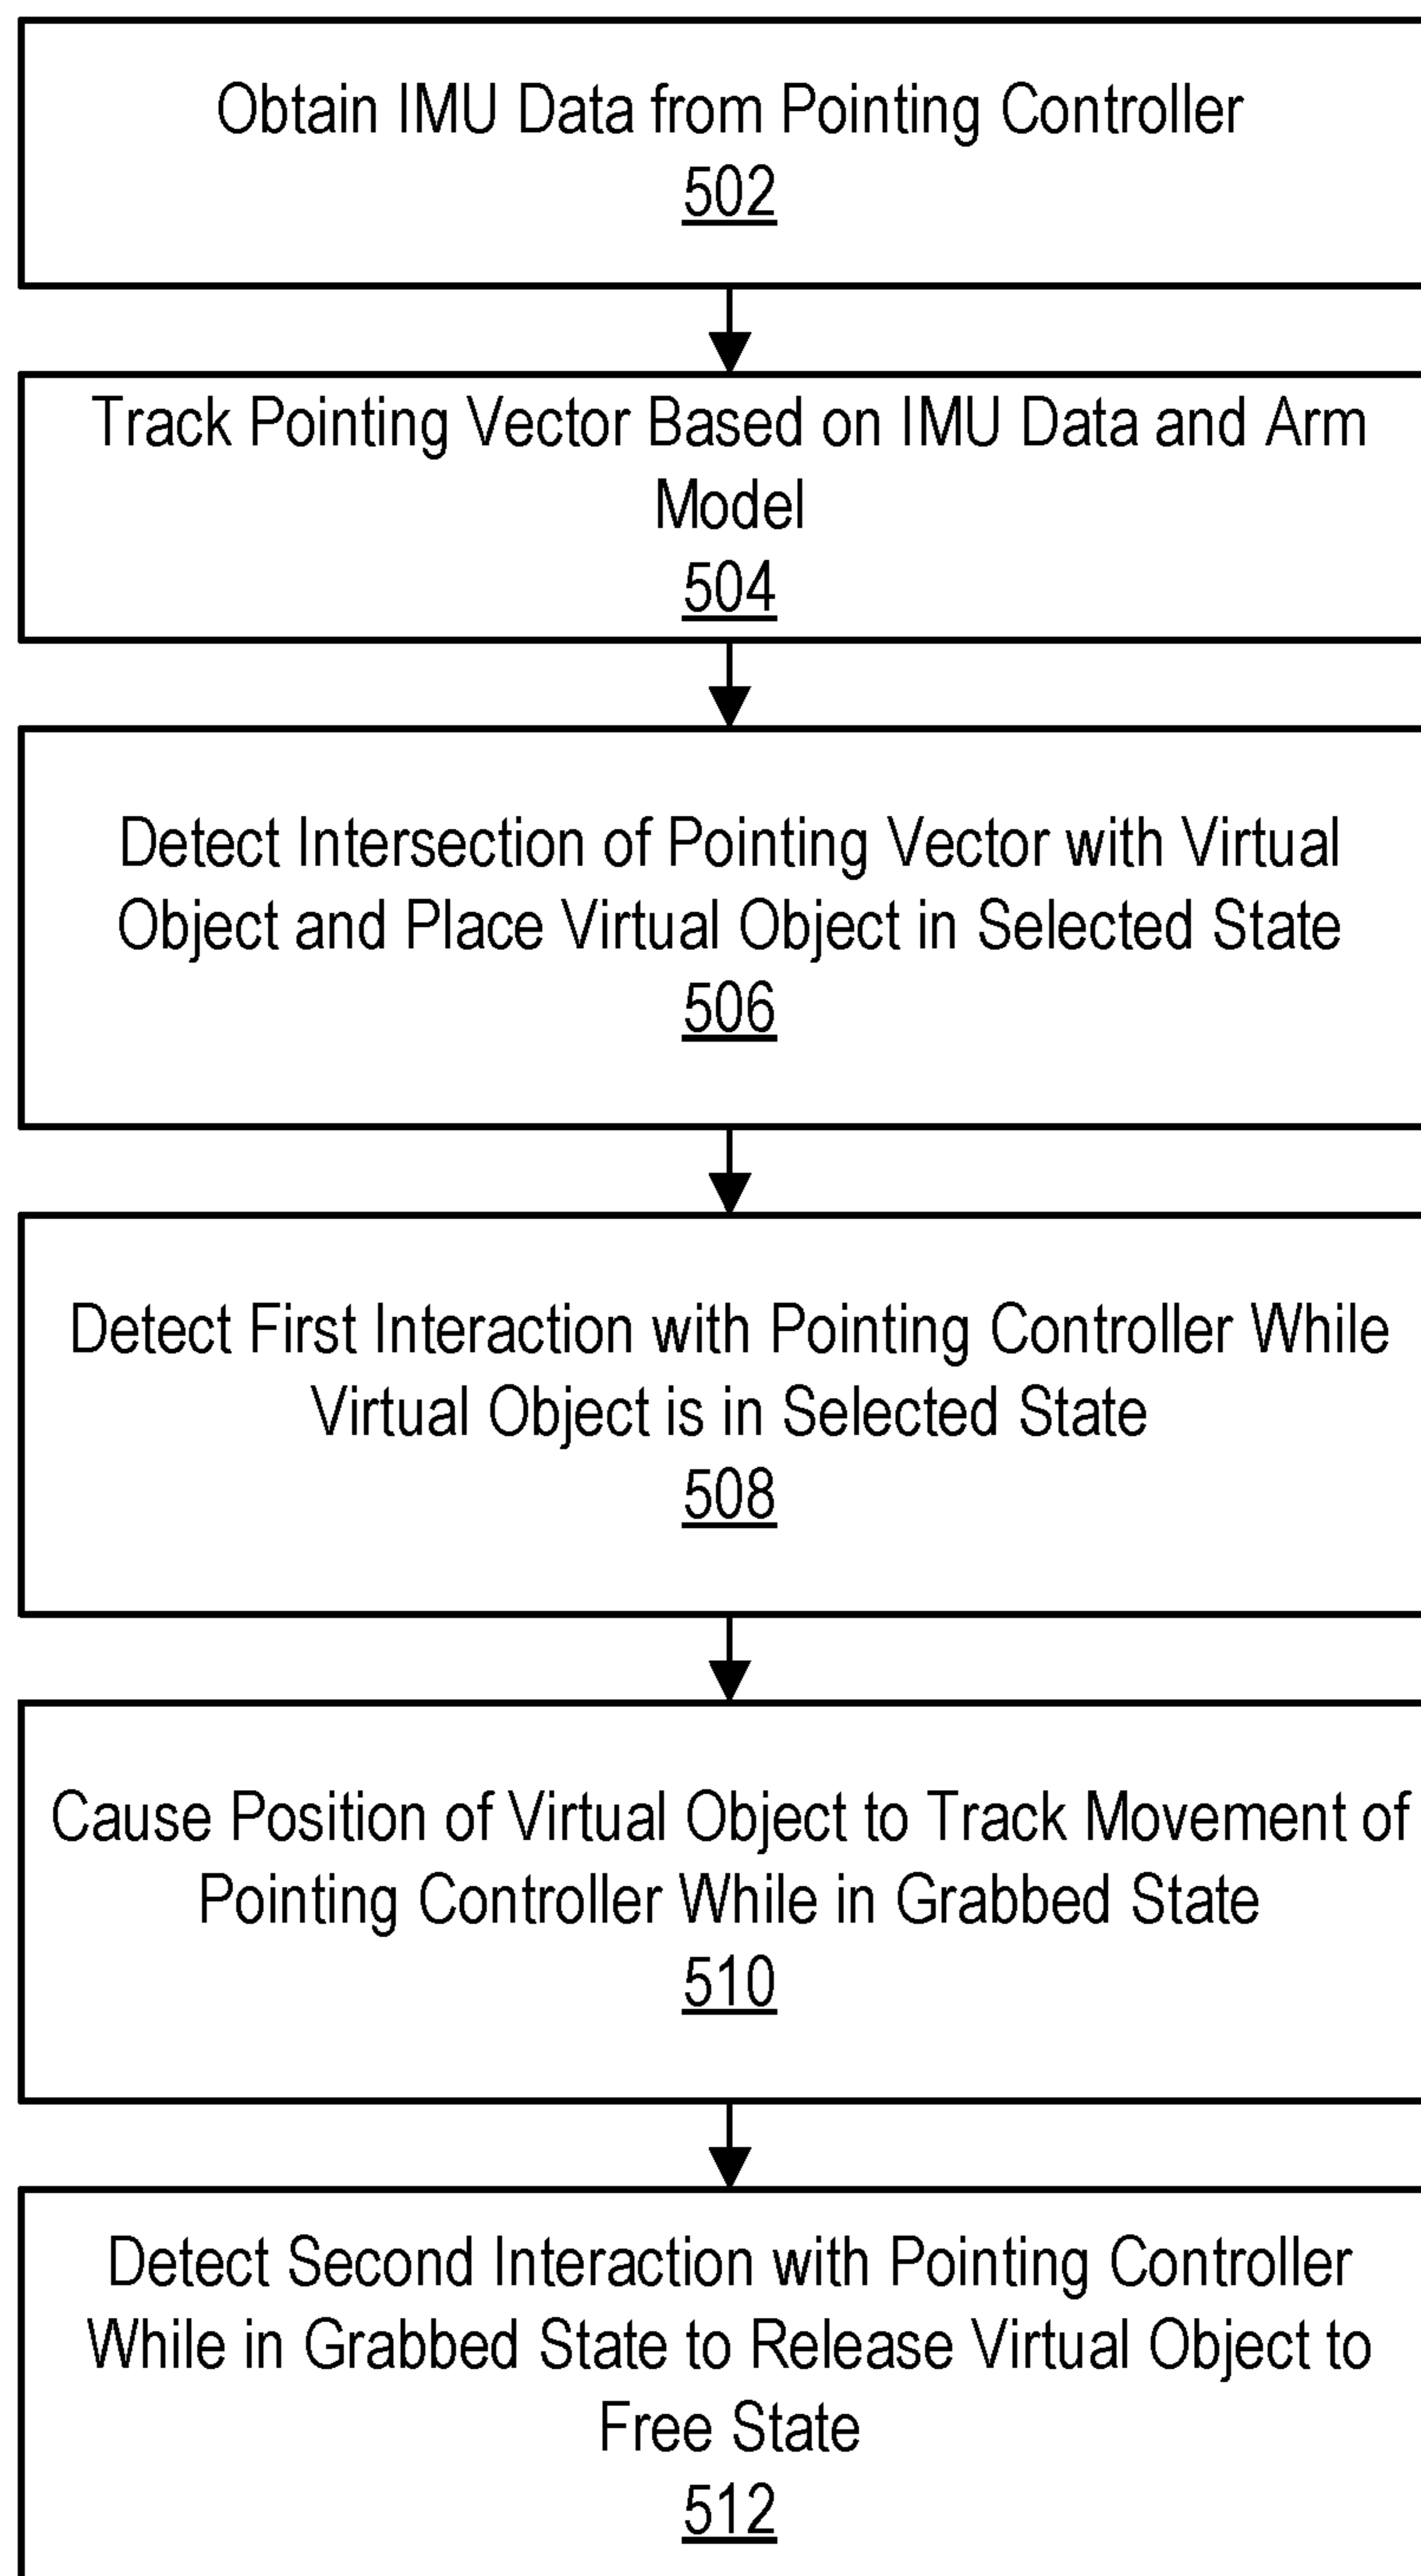 Obtain IMU Data from Pointing Controller
502
Track Pointing Vector Based on IMU Data and Arm
Model
504
Detect Intersection of Pointing Vector with Virtual
Object and Place Virtual Object in Selected State
506
Detect First Interaction with Pointing Controller While
Virtual Object is in Selected State
508
Cause Position of Virtual Object to Track Movement of
Pointing Controller While in Grabbed State
510
Detect Second Interaction with Pointing Controller
While in Grabbed State to Release Virtual Object to
Free State
512